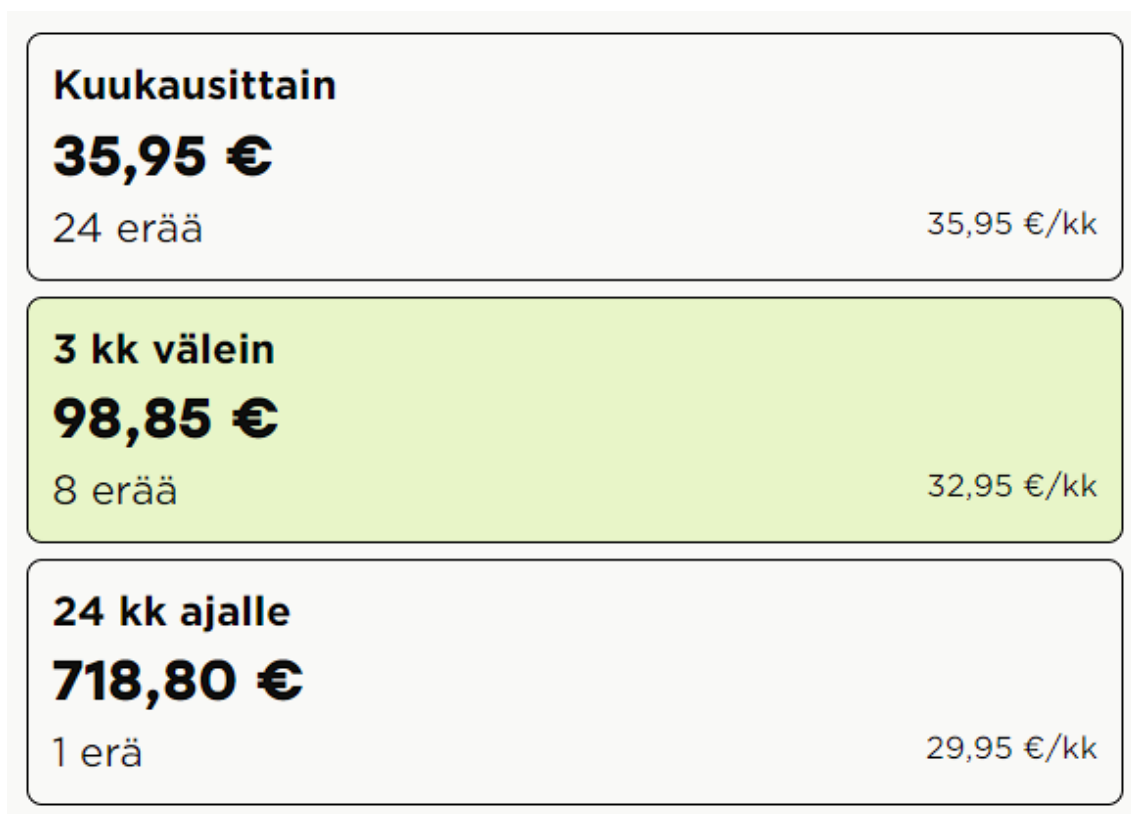 Kuukausittain
35,95 €
24 erää
35,95 €/kk
3 kk välein
98,85 €
8 erää
32,95 €/kk
24 kk ajalle
718,80 €
1 erä
29,95 €/kk